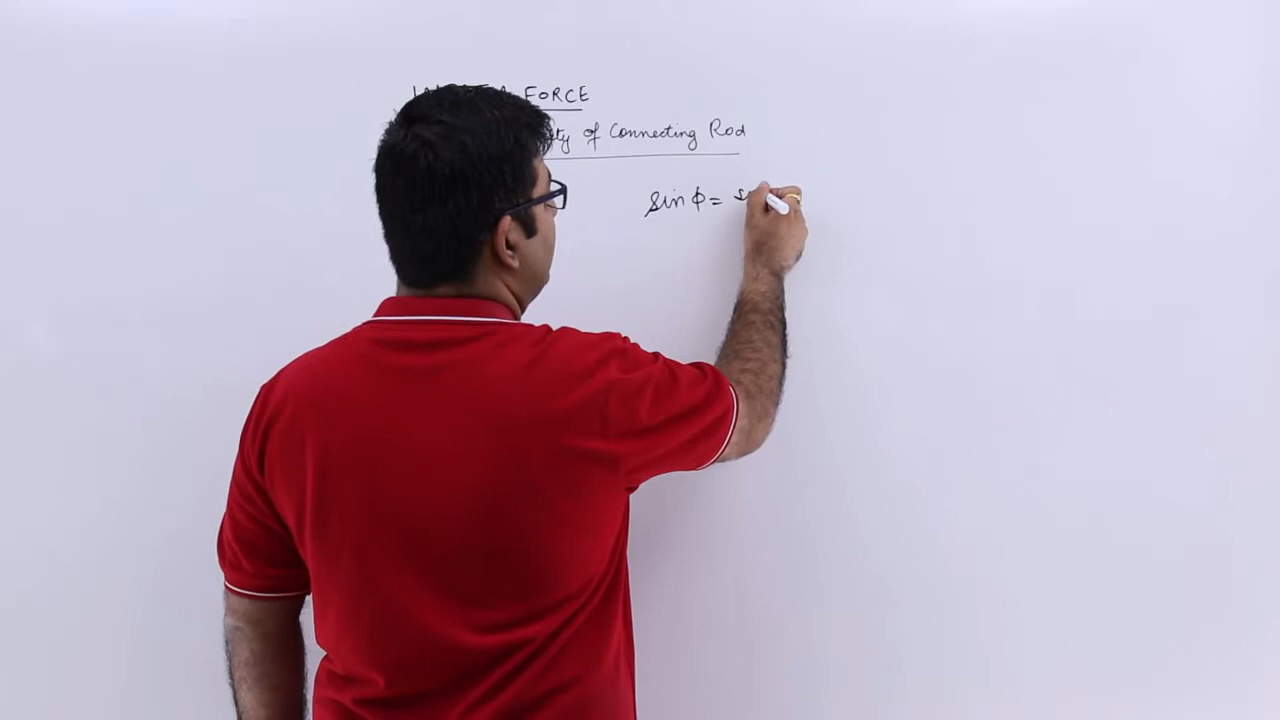 FORCE
of Connecting Rod
sin ϕ = s